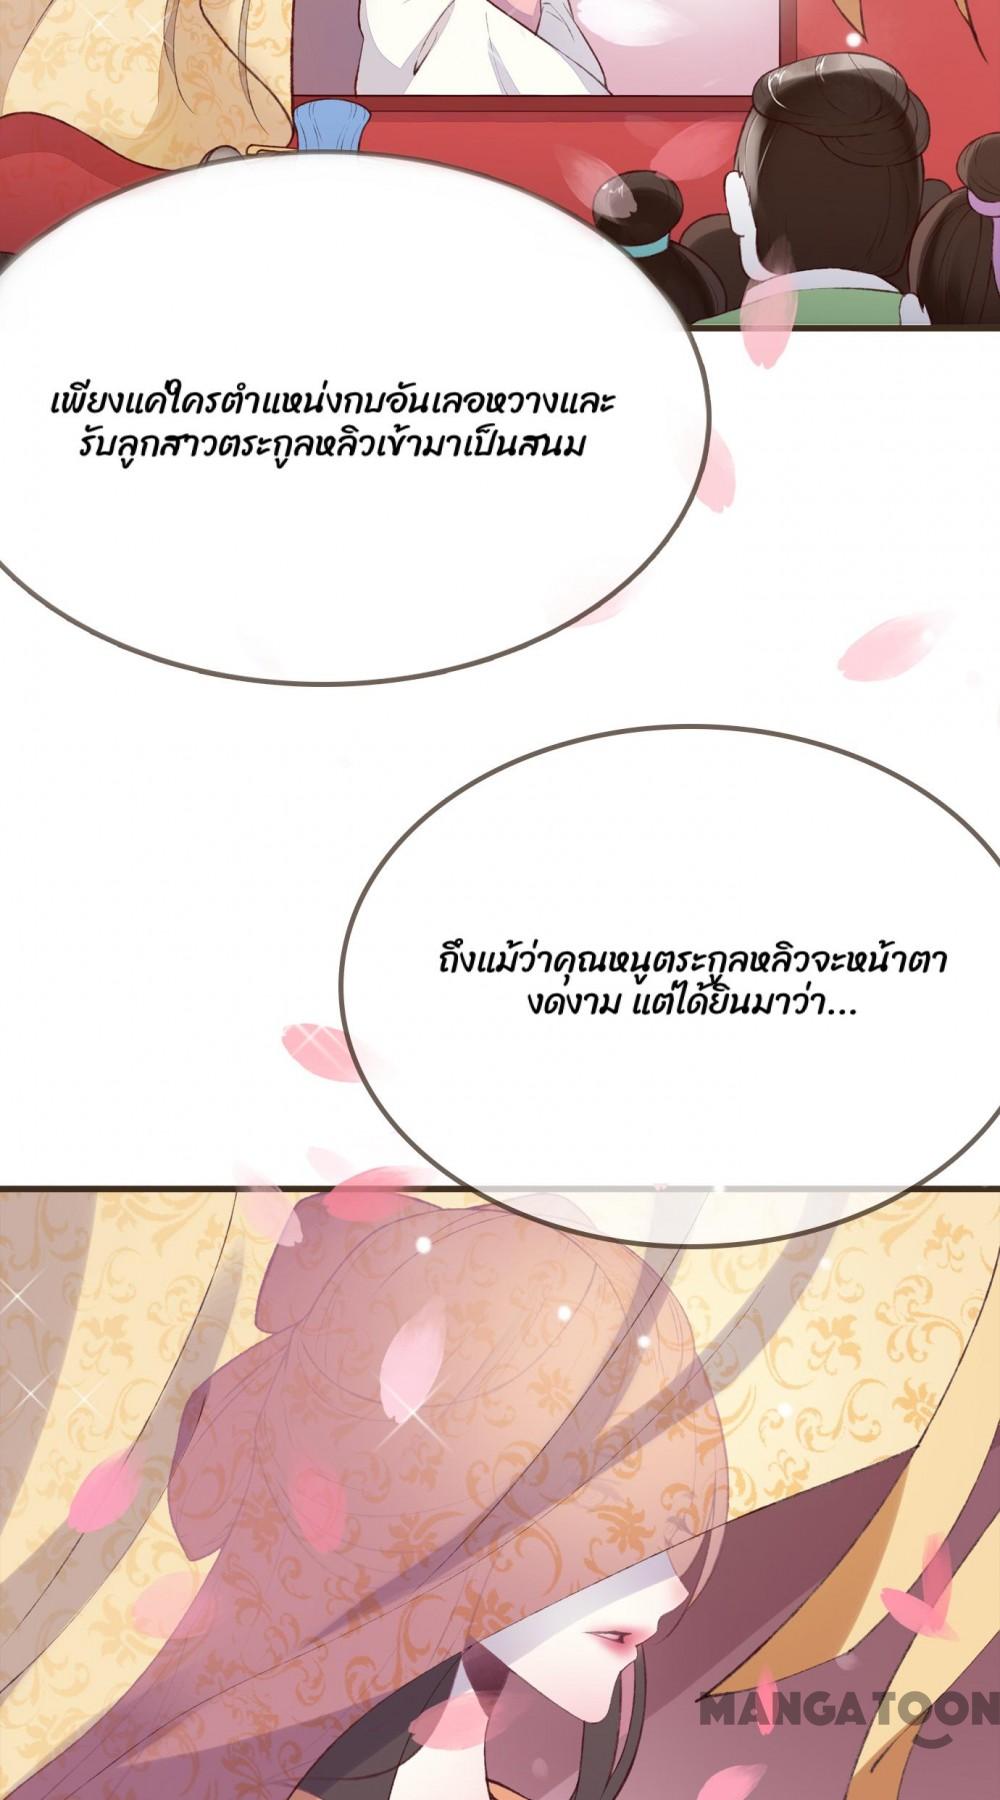 เพียงแค่ใครตำแหน่งกบอันเลอหวางและ
รับลูกสาวตระกูลหลิวเข้ามาเป็นสนม
ถึงแม้ว่าคุณหนูตระกูลหลิวจะหน้าตา
งดงาม แต่ได้ยินมาว่า...
MANGATOON